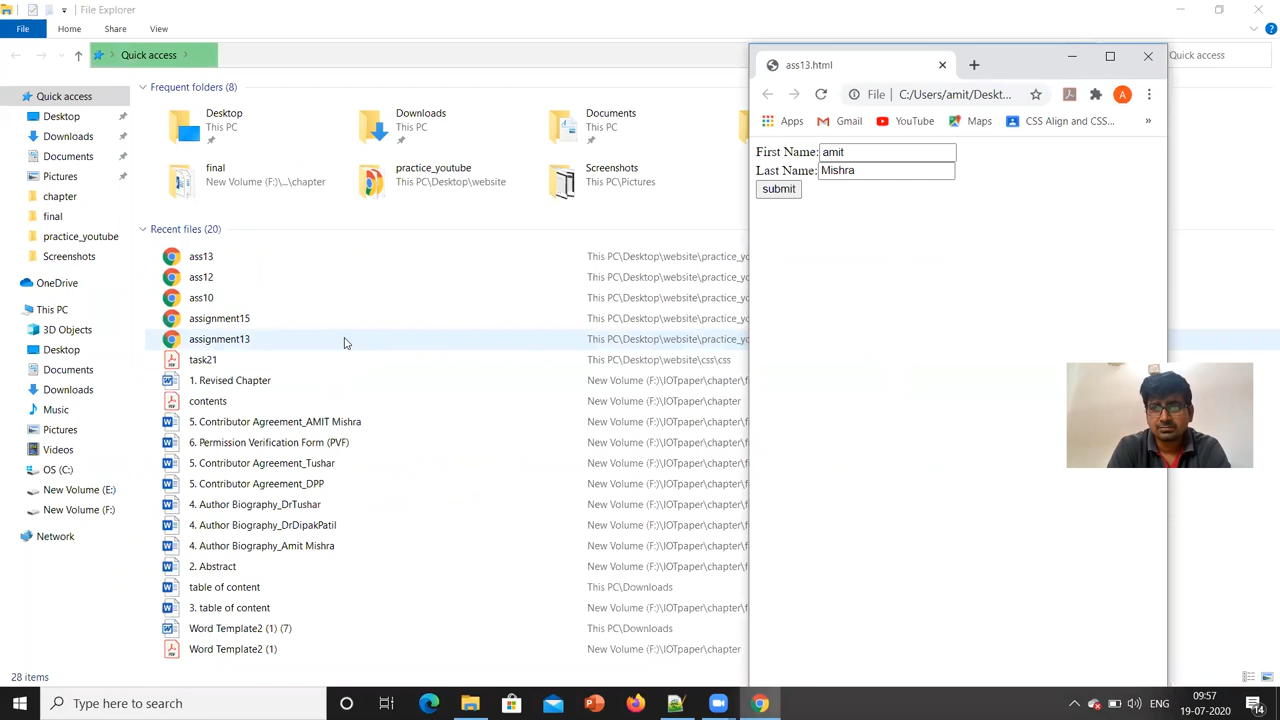 File Explorer
File Home Share View
Quick access
Quick access
Quick access
Desktop
Downloads
Documents
Pictures
chapter
final
practice_youtube
Screenshots
OneDrive
This PC
3D Objects
Desktop
Documents
Downloads
Music
Pictures
Videos
OS (C:)
New Volume (E:)
New Volume (F:)
Network
Frequent folders (8)
Desktop
This PC
Downloads
This PC
Documents
This PC
final
New Volume (F:)\...\chapter
practice_youtube
This PC\Desktop\website
Screenshots
This PC\Pictures
Recent files (20)
ass13 This PC\Desktop\website\practice_yo
ass12 This PC\Desktop\website\practice_yo
ass10 This PC\Desktop\website\practice_yo
assignment15 This PC\Desktop\website\practice_yo
assignment13 This PC\Desktop\website\practice_yo
task21 This PC\Desktop\website\css\css
1. Revised Chapter New Volume (F:)\IOTpaper\chapter\f
contents New Volume (F:)\IOTpaper\chapter
5. Contributor Agreement_AMIT Mishra New Volume (F:)\IOTpaper\chapter\f
6. Permission Verification Form (PVF) New Volume (F:)\IOTpaper\chapter\f
5. Contributor Agreement_Tushar New Volume (F:)\IOTpaper\chapter\f
5. Contributor Agreement_DPP New Volume (F:)\IOTpaper\chapter\f
4. Author Biography_DrTushar New Volume (F:)\IOTpaper\chapter\f
4. Author Biography_DrDipakPatil New Volume (F:)\IOTpaper\chapter\f
4. Author Biography_Amit Mishra New Volume (F:)\IOTpaper\chapter\f
2. Abstract New Volume (F:)\IOTpaper\chapter\f
table of content This PC\Downloads
3. table of content New Volume (F:)\IOTpaper\chapter\f
Word Template2 (1) (7) This PC\Downloads
Word Template2 (1) New Volume (F:)\IOTpaper\chapter
28 items
ass13.html
File | C:/Users/amit/Deskt... A
Apps Gmail YouTube Maps CSS Align and CSS... »
First Name: amit
Last Name: Mishra
submit
Type here to search
ENG
09:57
19-07-2020
14